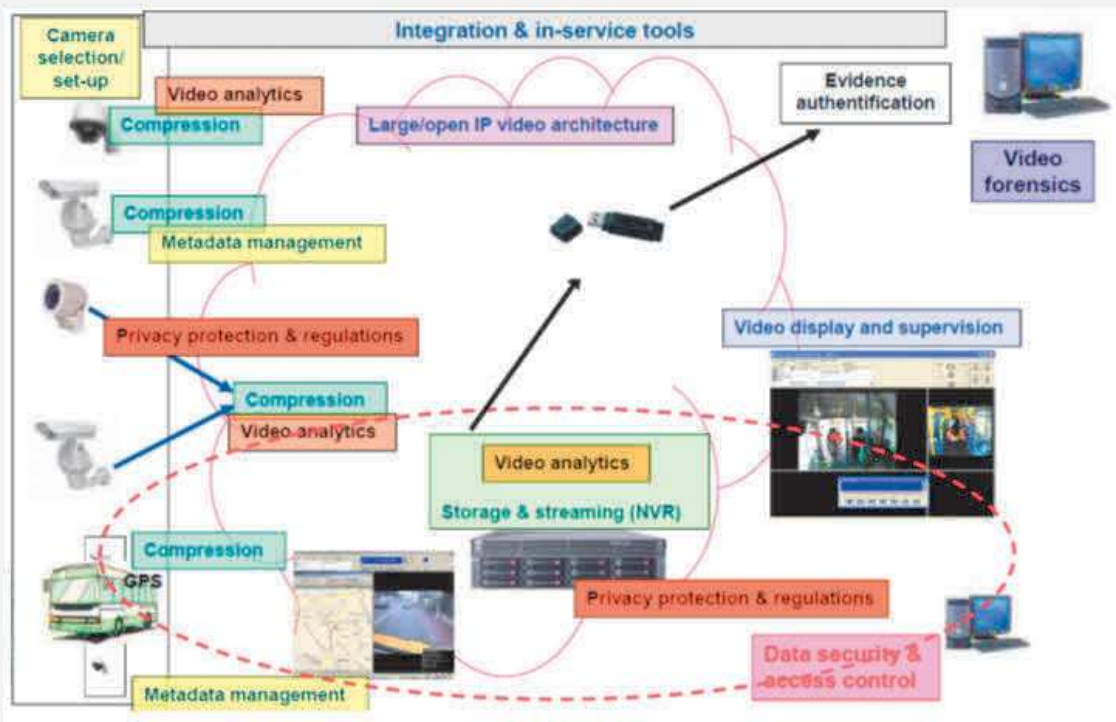 Integration & in-service tools
Camera
selection/
set-up
Video analytics
Compression
Large/open IP video architecture
Evidence
authentification
Video
forensics
Compression
Metadata management
Privacy protection & regulations
Video display and supervision
Compression
Video analytics
Video analytics
Storage & streaming (NVR)
Compression
GPS
Privacy protection & regulations
Data security &
access control
Metadata management